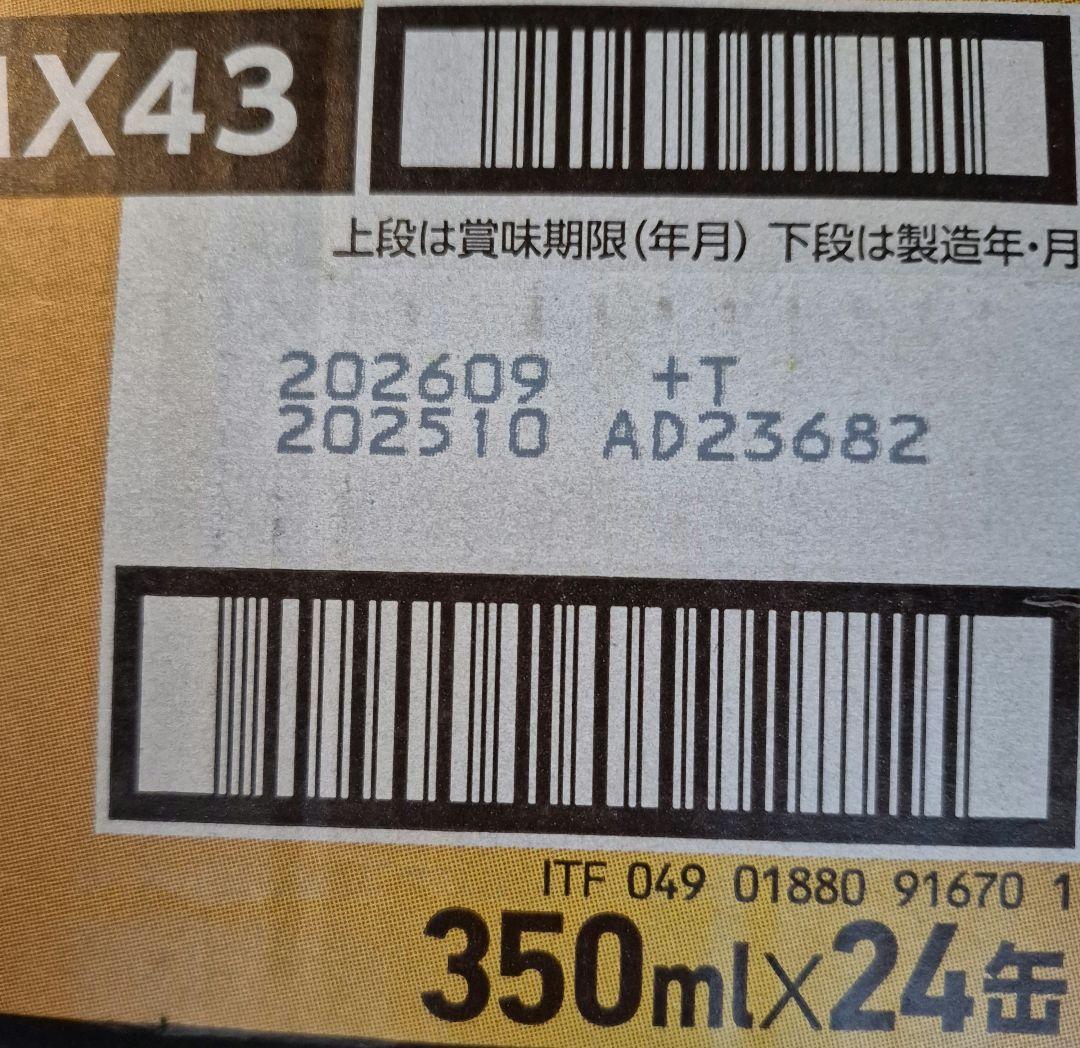 X43
上段は賞味期限(年月) 下段は製造年・月
202609 +T
202510 AD23682
ITF 049 01880 91670 1
350ml×24缶